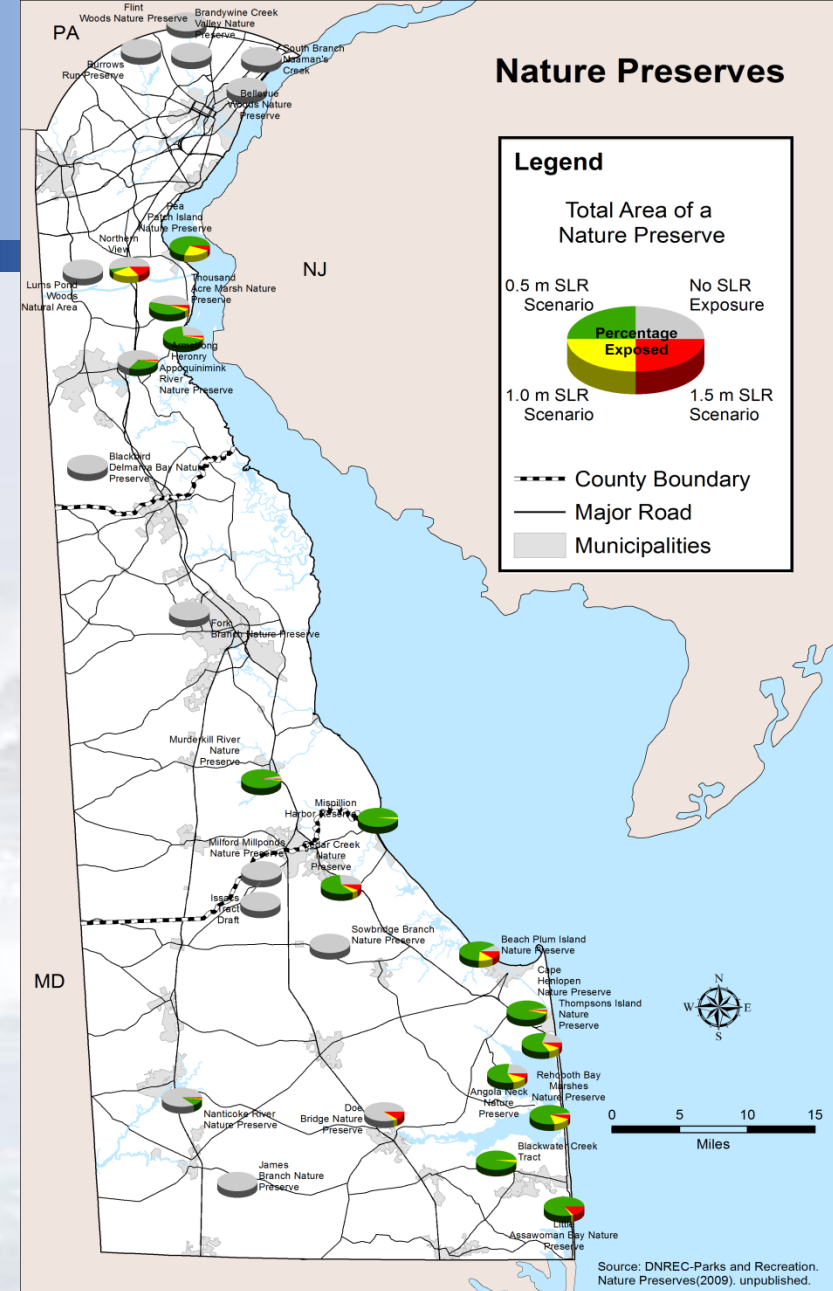 Nature Preserves
Legend
Total Area of a
Nature Preserve
0.5 m SLR
Scenario
No SLR
Exposure
Percentage
Exposed
1.0 m SLR
Scenario
1.5 m SLR
Scenario
County Boundary
Major Road
Municipalities
PA
NJ
MD
Flint
Woods Nature Preserve
Brandywine Creek
Valley Nature
Preserve
Burrows
Run Preserve
South Branch
Naaman's
Creek
Bellevue
Woods Nature
Preserve
Pea
Patch Island
Nature Preserve
Northern
View
Lums Pond
Woods
Natural Area
Thousand
Acre Marsh Nature
Preserve
Armstrong
Heronry
Appoquinimink
River
Nature Preserve
Blackbird
Delmarva Bay Nature
Preserve
Fork
Branch Nature Preserve
Murderkill River
Nature
Preserve
Mispillion
Harbor Reserve
Milford Millponds
Nature Preserve
Cedar Creek
Nature
Preserve
Issacs
Tract
Draft
Sowbridge Branch
Nature Preserve
Beach Plum Island
Nature Preserve
Cape
Henlopen
Nature Preserve
Thompsons Island
Nature
Preserve
Rehoboth Bay
Marshes
Nature Preserve
Angola Neck
Nature
Preserve
Nanticoke River
Nature Preserve
Doe
Bridge Nature
Preserve
Blackwater Creek
Tract
James
Branch Nature
Preserve
Little
Assawoman Bay Nature
Preserve
N
W E
S
0 5 10 15
Miles
Source: DNREC-Parks and Recreation.
Nature Preserves(2009). unpublished.